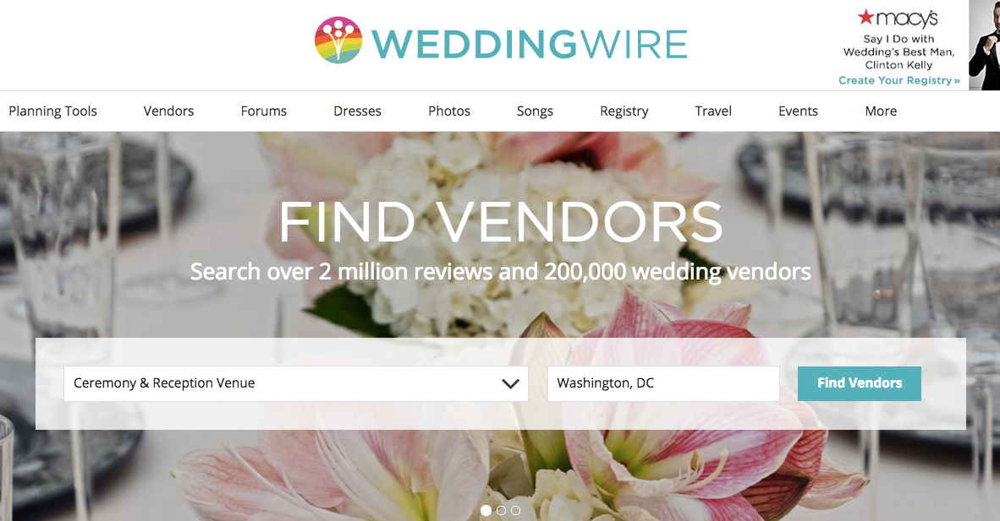 WEDDINGWIRE
★macy's
Say I Do with
Wedding's Best Man,
Clinton Kelly
Create Your Registry »
Planning Tools Vendors Forums Dresses Photos Songs Registry Travel Events More
FIND VENDORS
Search over 2 million reviews and 200,000 wedding vendors
Ceremony & Reception Venue Washington, DC Find Vendors